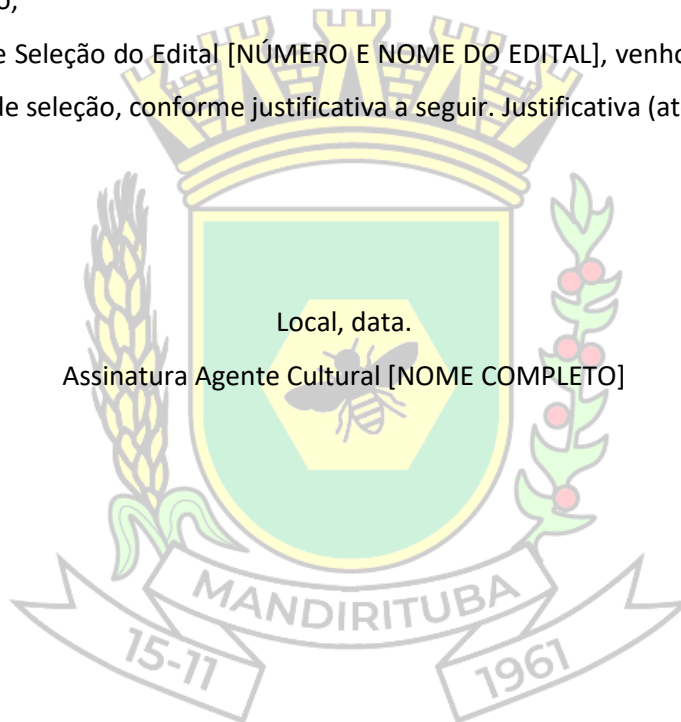 e Seleção do Edital [NÚMERO E NOME DO EDITAL], venho
de seleção, conforme justificativa a seguir. Justificativa (at
Local, data.
Assinatura Agente Cultural [NOME COMPLETO]
MANDIRITUBA
15-11
1961